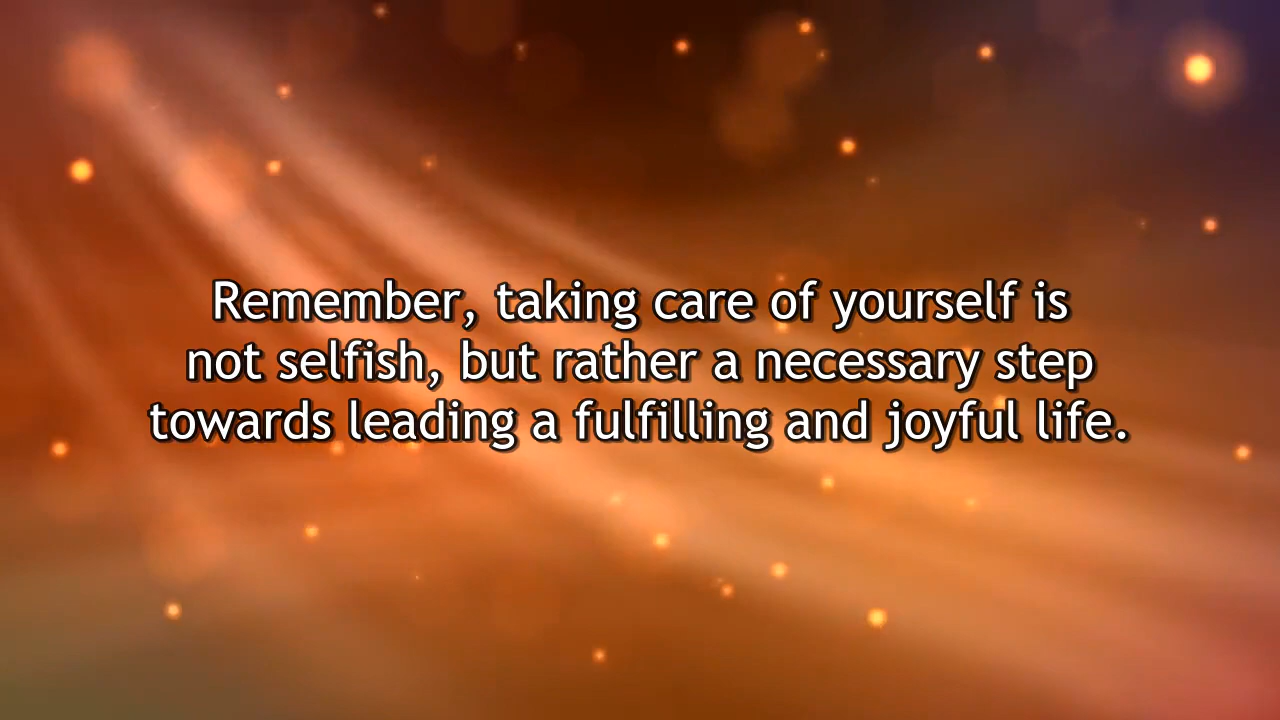 Remember, taking care of yourself is
not selfish, but rather a necessary step
towards leading a fulfilling and joyful life.